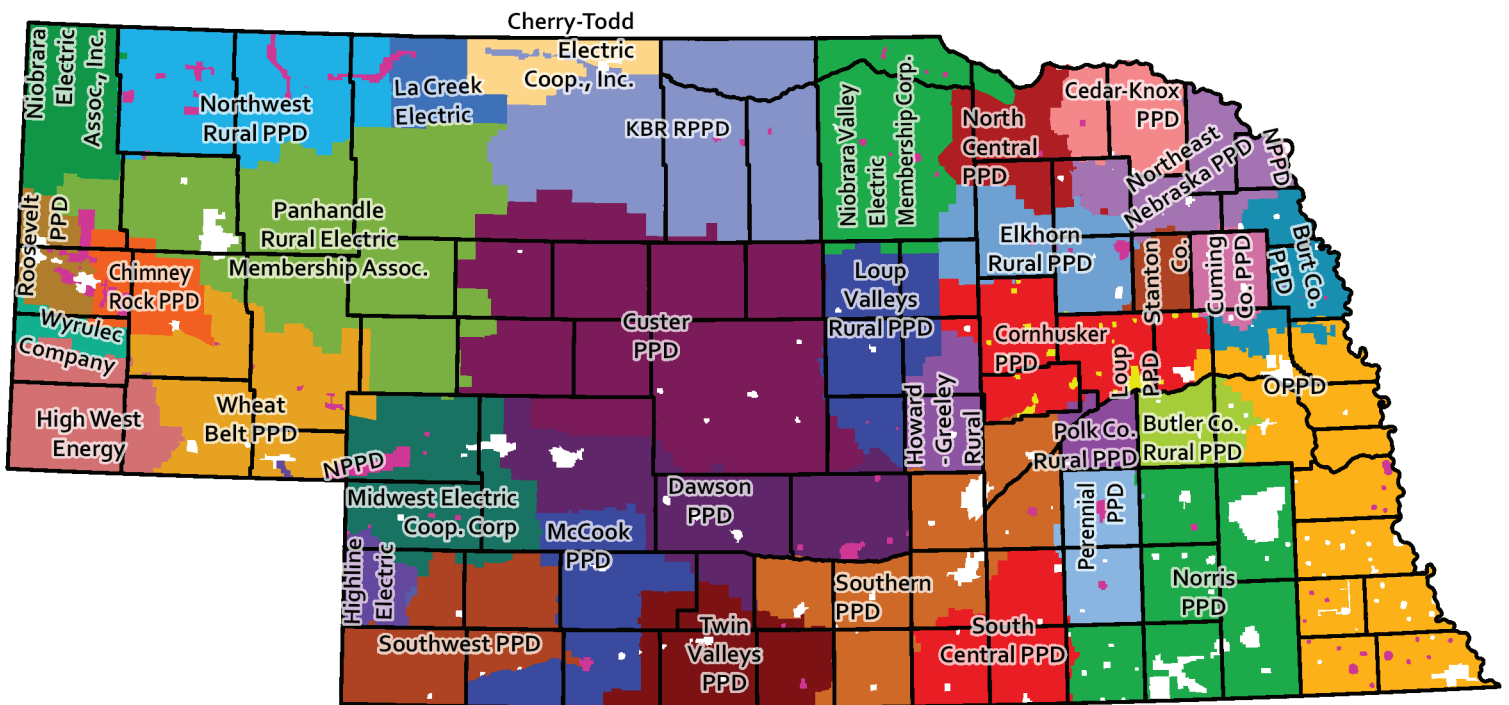 Cherry-Todd
Electric
Coop., Inc.
Niobrara
Electric
Assoc., Inc.
Northwest
Rural PPD
La Creek
Electric
KBR RPPD
Niobrara Valley
Electric
Membership Corp.
North
Central
PPD
Cedar-Knox
PPD
Northeast
Nebraska PPD
NPPD
Roosevelt
PPD
Panhandle
Rural Electric
Membership Assoc.
Chimney
Rock PPD
Elkhorn
Rural PPD
Stanton
Co.
Cuming
Co. PPD
Burt Co.
PPD
Wyrulec
Company
Loup
Valleys
Rural PPD
Custer
PPD
Cornhusker
PPD
Loup
PPD
OPPD
High West
Energy
Wheat
Belt PPD
Howard
-Greeley
Rural
Polk Co.
Rural PPD
Butler Co.
Rural PPD
NPPD
Midwest Electric
Coop. Corp
Dawson
PPD
McCook
PPD
Perennial
PPD
Highline
Electric
Southern
PPD
Norris
PPD
Southwest PPD
Twin
Valleys
PPD
South
Central PPD